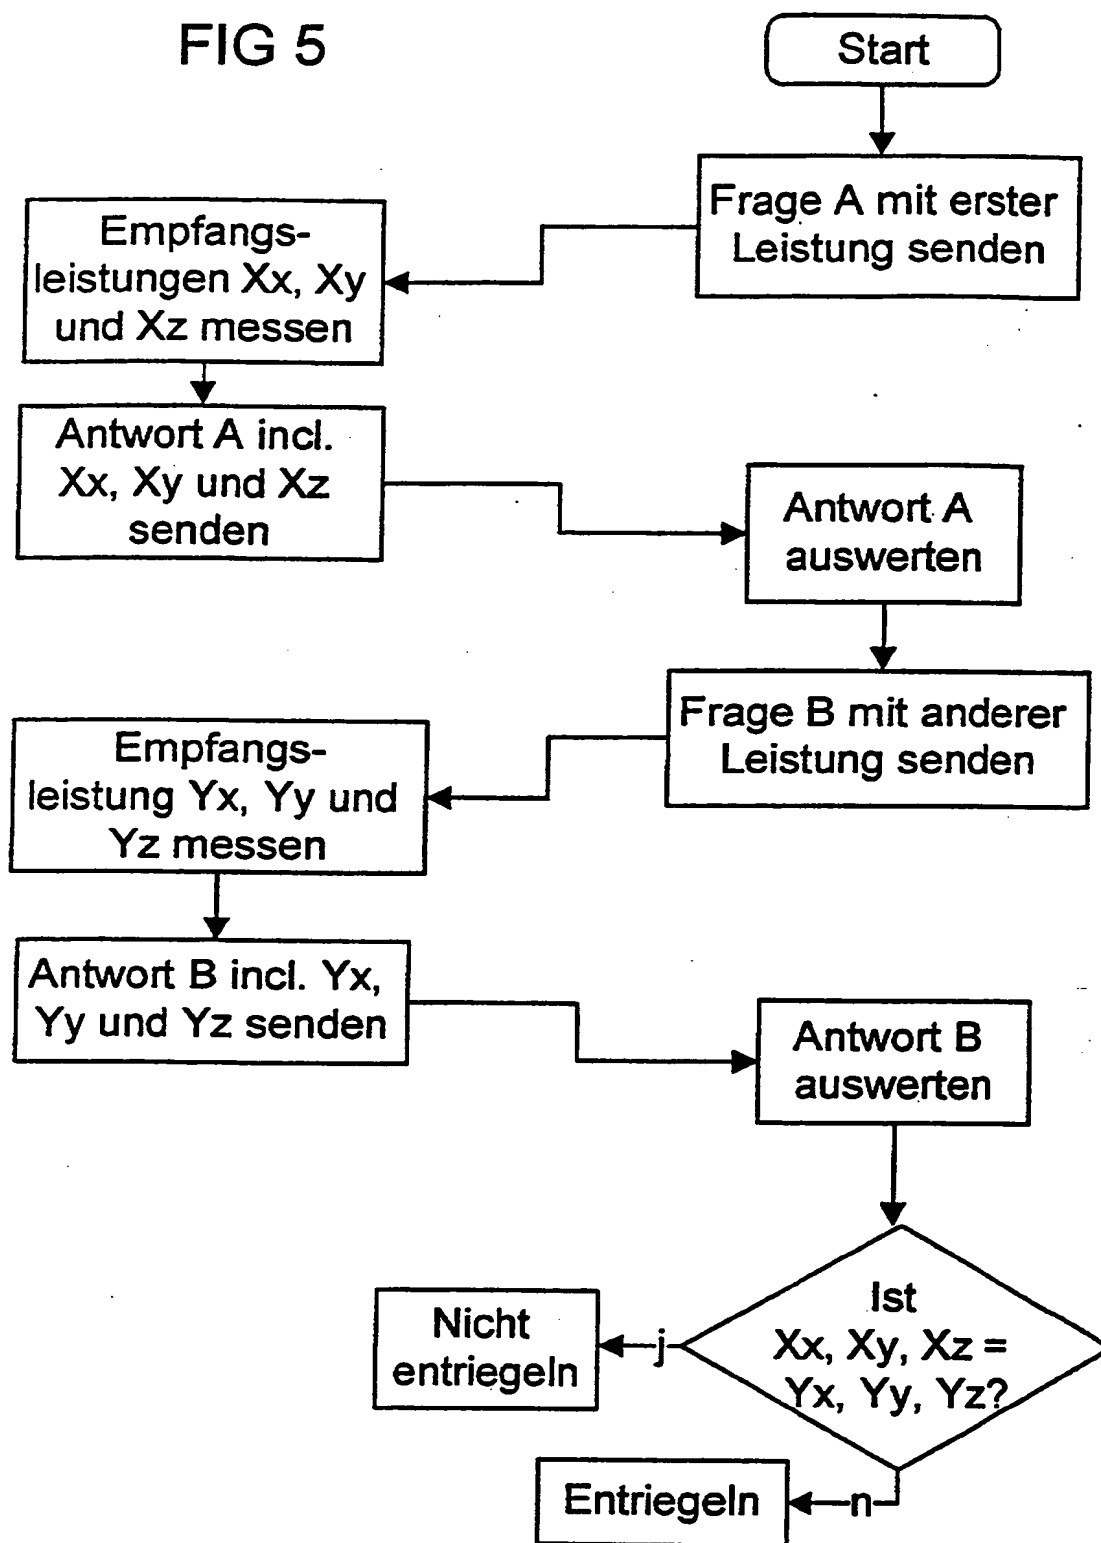 FIG 5
Start
Frage A mit erster
Leistung senden
Empfangs-
leistungen Xx, Xy
und Xz messen
Antwort A incl.
Xx, Xy und Xz
senden
Antwort A
auswerten
Frage B mit anderer
Leistung senden
Empfangs-
leistung Yx, Yy und
Yz messen
Antwort B incl. Yx,
Yy und Yz senden
Antwort B
auswerten
Ist
Xx, Xy, Xz =
Yx, Yy, Yz?
j
Nicht
entriegeln
n
Entriegeln